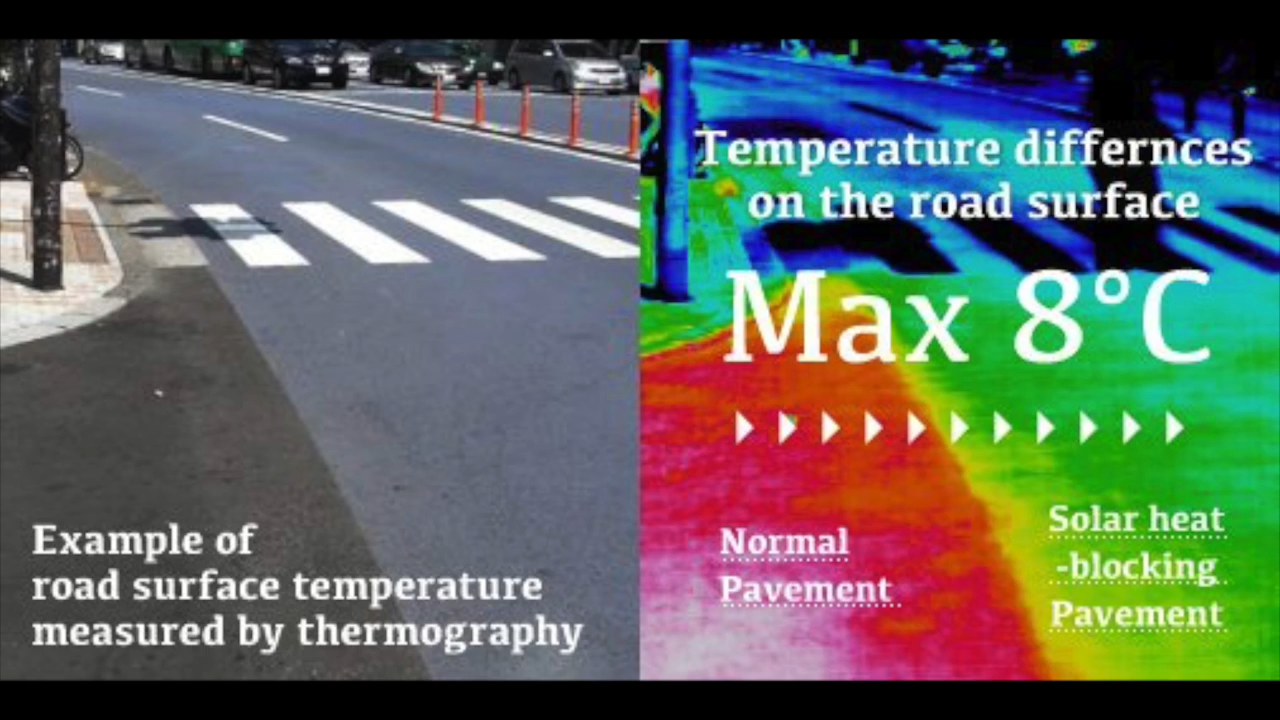 Example of
road surface temperature
measured by thermography
Temperature differnces
on the road surface
Max 8°C
Normal
Pavement
Solar heat
-blocking
Pavement